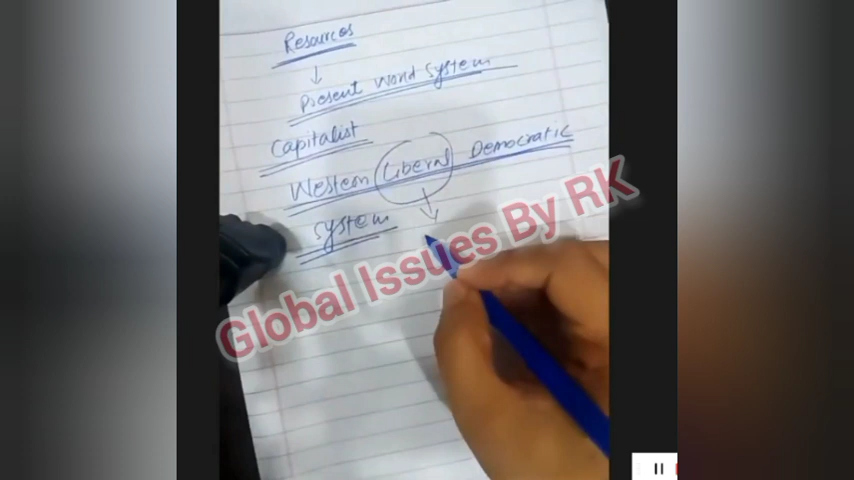 Resources
↓
Present World System
Capitalist
Western Liberal Democratic
↓
System
Global Issues By RK